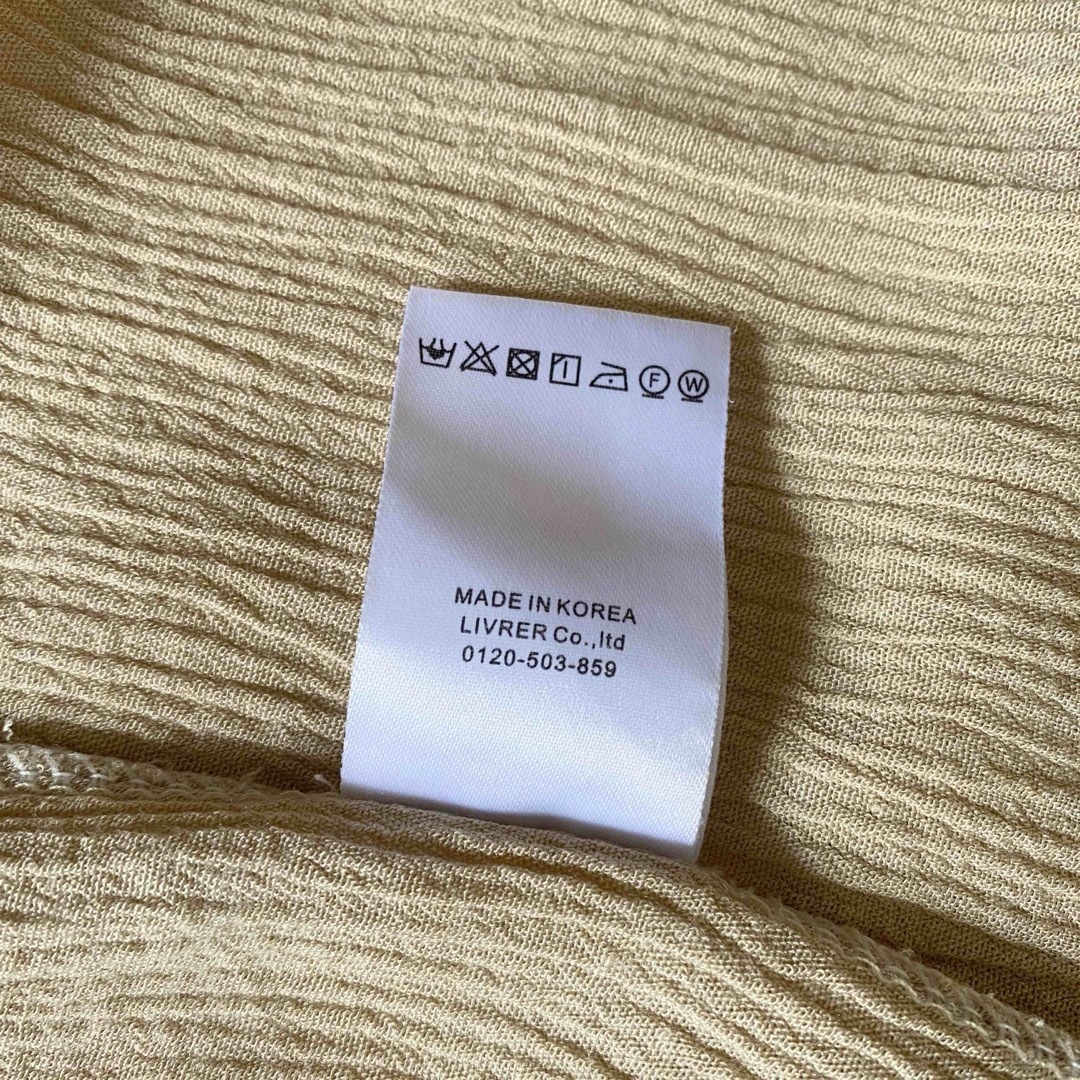 F W
MADE IN KOREA
LIVRER Co.,ltd
0120-503-859